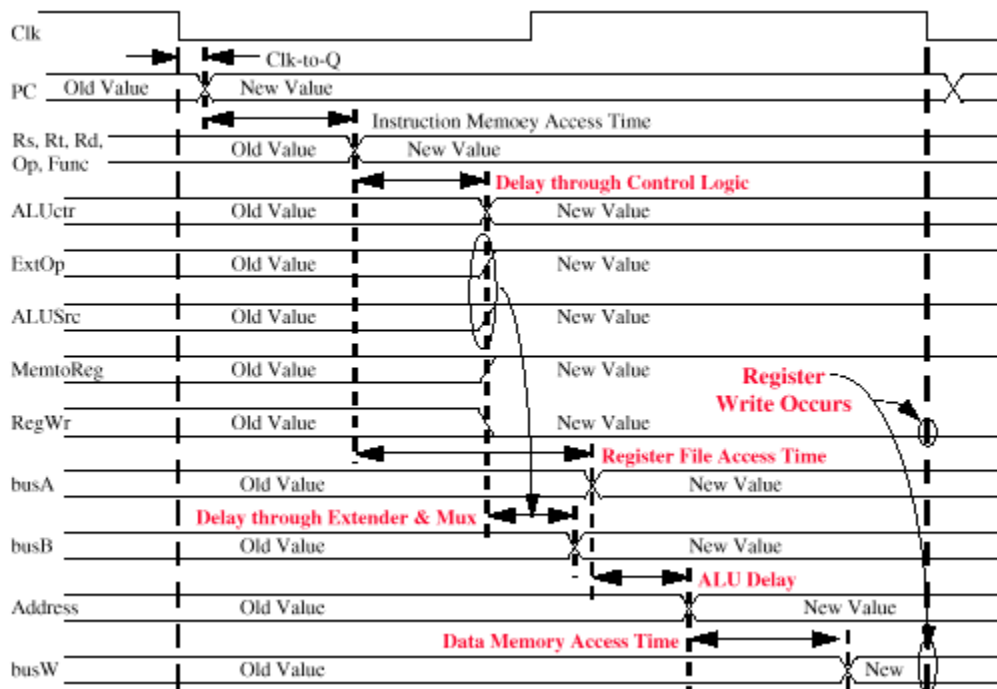 Clk
Clk-to-Q
PC Old Value New Value
Instruction Memoey Access Time
Rs, Rt, Rd,
Op, Func
Old Value New Value
Delay through Control Logic
ALUctr Old Value New Value
ExtOp Old Value New Value
ALUSrc Old Value New Value
MemtoReg Old Value New Value
Register
Write Occurs
RegWr Old Value New Value
Register File Access Time
busA Old Value New Value
Delay through Extender & Mux
busB Old Value New Value
ALU Delay
Address Old Value New Value
Data Memory Access Time
busW Old Value New